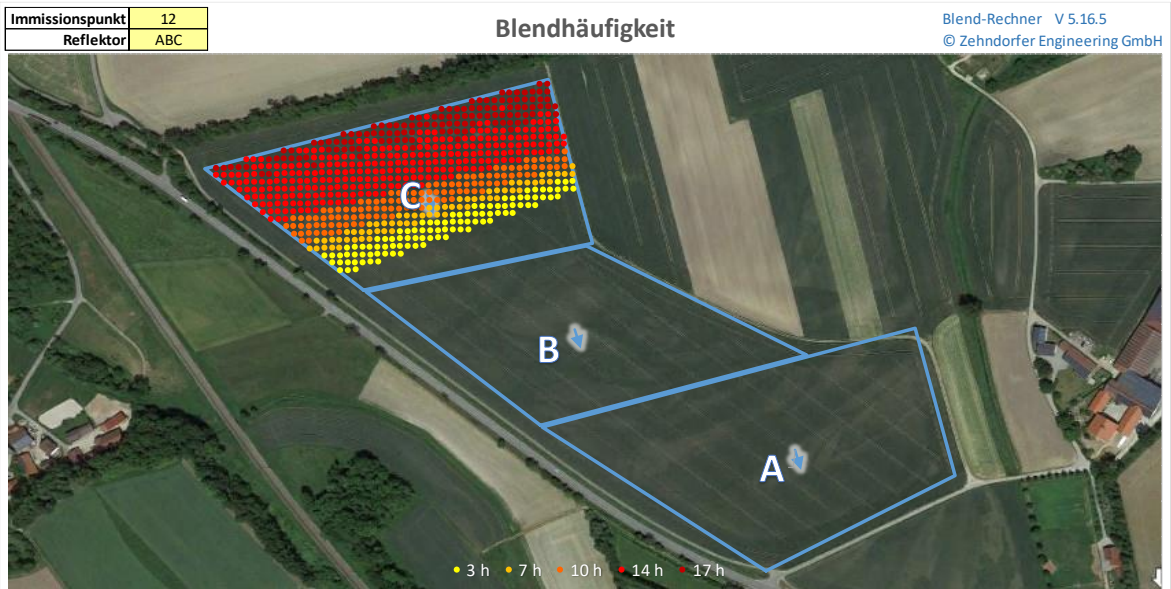 Immissionspunkt 12
Reflektor ABC
Blendhäufigkeit
Blend-Rechner V 5.16.5
© Zehndorfer Engineering GmbH
C
B
A
3 h 7 h 10 h 14 h 17 h